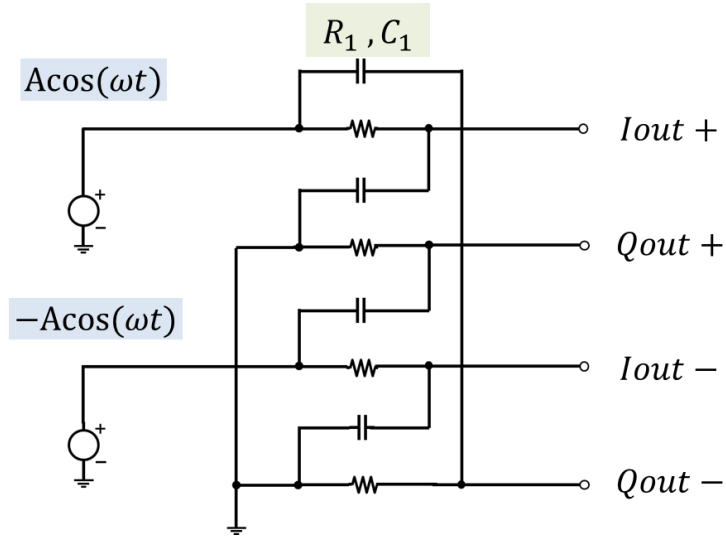 R₁ , C₁
Acos(ωt)
Iout +
+
−
Qout +
−Acos(ωt)
Iout −
+
−
Qout −